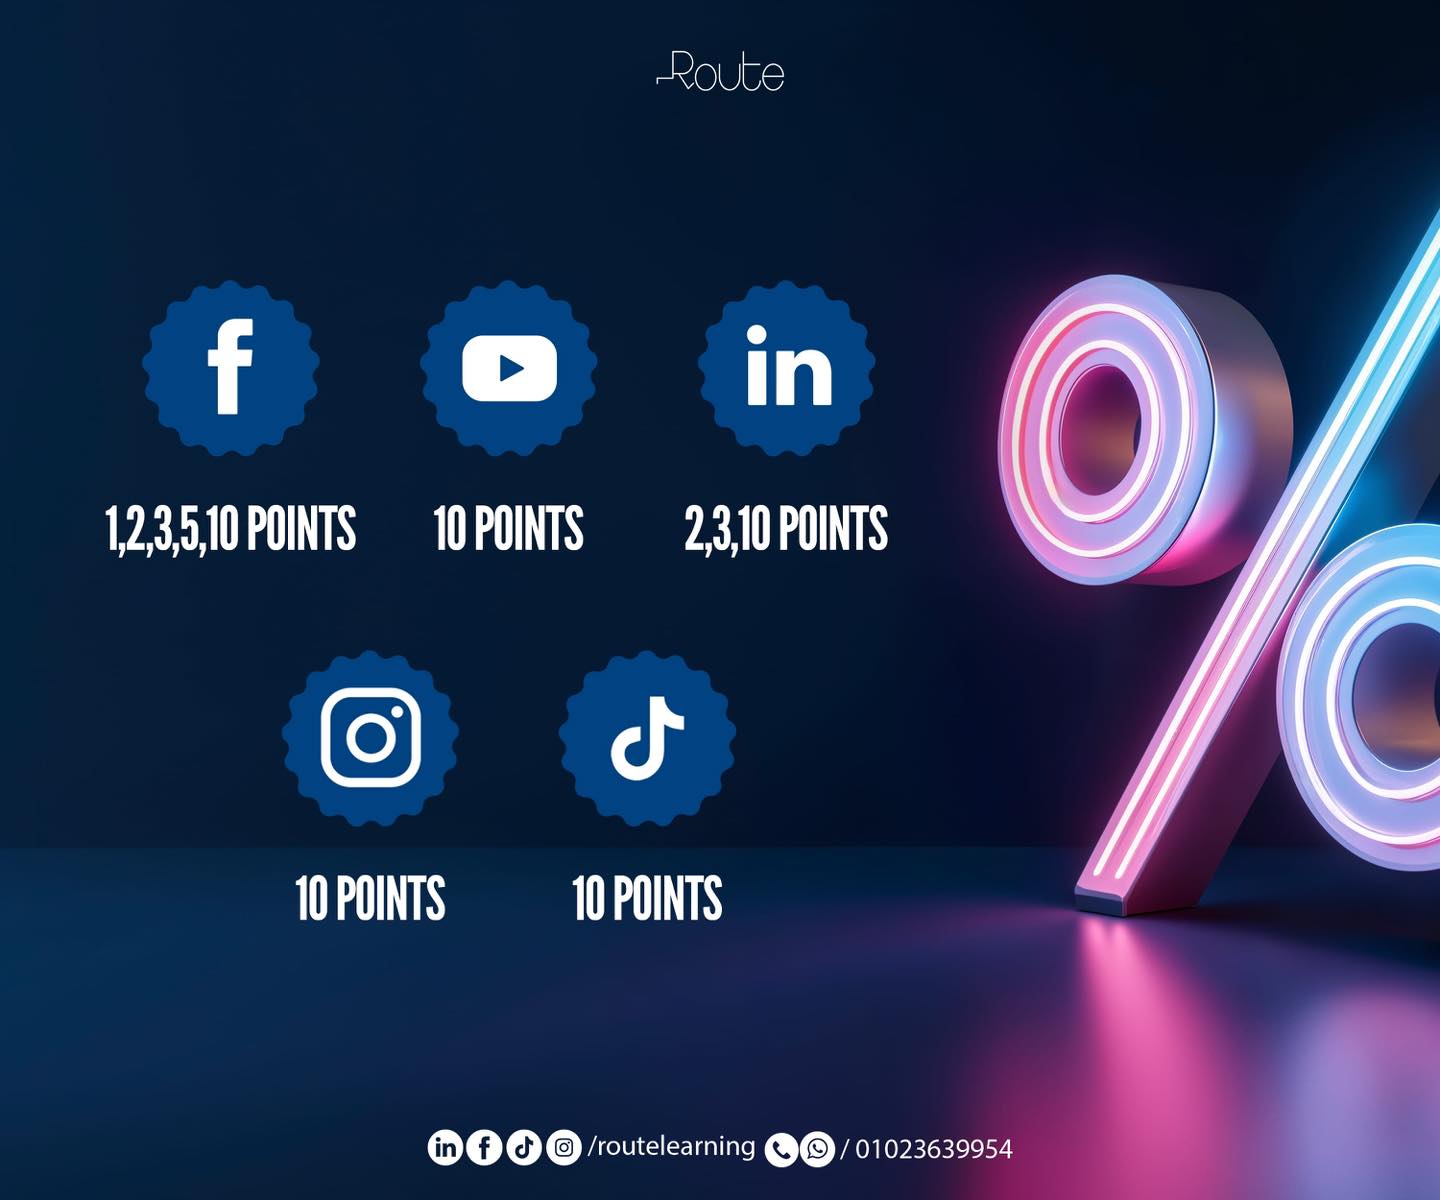 Route
1,2,3,5,10 POINTS
10 POINTS
2,3,10 POINTS
10 POINTS
10 POINTS
/routelearning / 01023639954